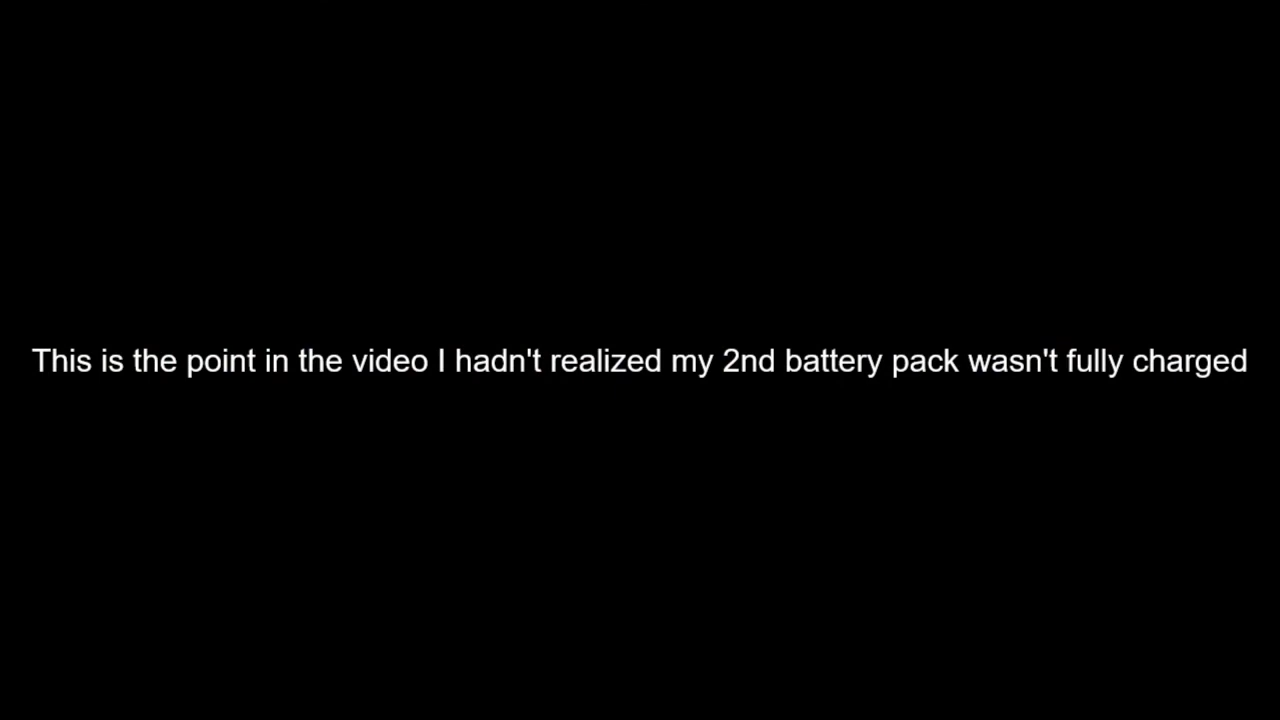 This is the point in the video I hadn't realized my 2nd battery pack wasn't fully charged